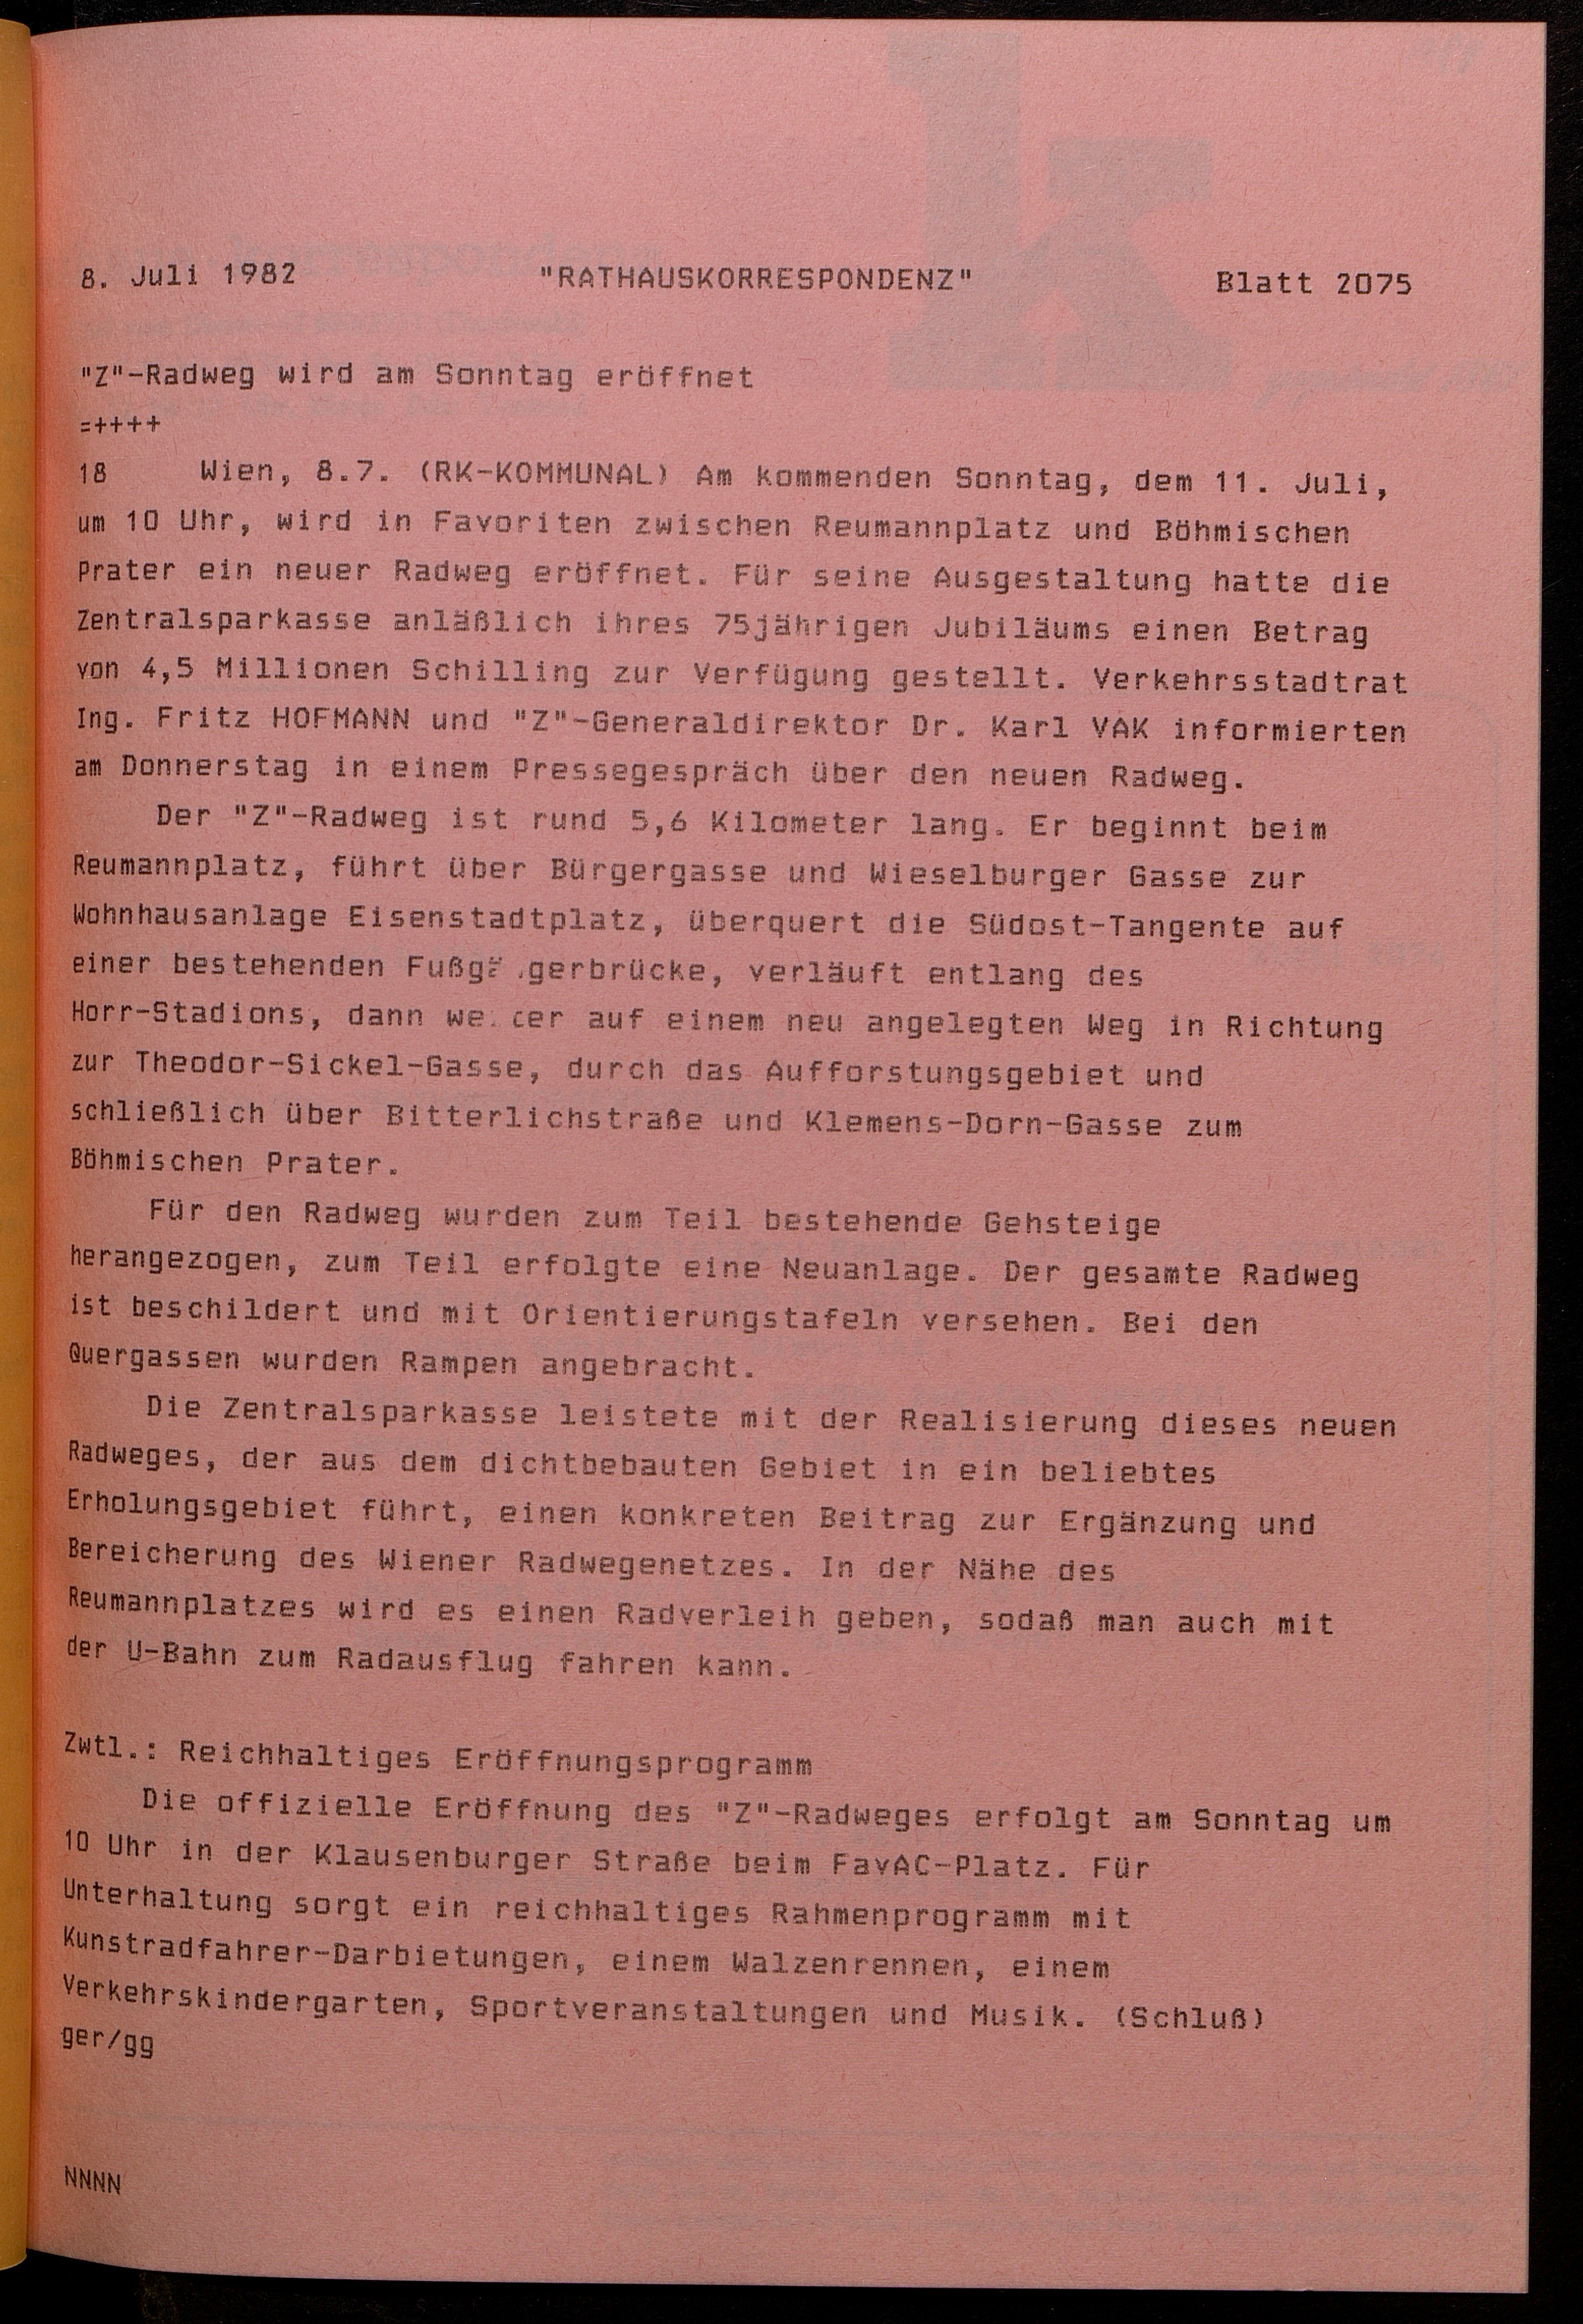 8. Juli 1982 "RATHAUSKORRESPONDENZ" Blatt 2075
"Z"-Radweg wird am Sonntag eröffnet
=++++
18 Wien, 8.7. (RK-KOMMUNAL) Am kommenden Sonntag, dem 11. Juli,
um 10 Uhr, wird in Favoriten zwischen Reumannplatz und Böhmischen
Prater ein neuer Radweg eröffnet. Für seine Ausgestaltung hatte die
Zentralsparkasse anläßlich ihres 75jährigen Jubiläums einen Betrag
von 4,5 Millionen Schilling zur Verfügung gestellt. Verkehrsstadtrat
Ing. Fritz HOFMANN und "Z"-Generaldirektor Dr. Karl VAK informierten
am Donnerstag in einem Pressegespräch über den neuen Radweg.
Der "Z"-Radweg ist rund 5,6 Kilometer lang. Er beginnt beim
Reumannplatz, führt über Bürgergasse und Wieselburger Gasse zur
Wohnhausanlage Eisenstadtplatz, überquert die Südost-Tangente auf
einer bestehenden Fußgängerbrücke, verläuft entlang des
Horr-Stadions, dann weiter auf einem neu angelegten Weg in Richtung
zur Theodor-Sickel-Gasse, durch das Aufforstungsgebiet und
schließlich über Bitterlichstraße und Klemens-Dorn-Gasse zum
Böhmischen Prater.
Für den Radweg wurden zum Teil bestehende Gehsteige
herangezogen, zum Teil erfolgte eine Neuanlage. Der gesamte Radweg
ist beschildert und mit Orientierungstafeln versehen. Bei den
Quergassen wurden Rampen angebracht.
Die Zentralsparkasse leistete mit der Realisierung dieses neuen
Radweges, der aus dem dichtbebauten Gebiet in ein beliebtes
Erholungsgebiet führt, einen konkreten Beitrag zur Ergänzung und
Bereicherung des Wiener Radwegenetzes. In der Nähe des
Reumannplatzes wird es einen Radverleih geben, sodaß man auch mit
der U-Bahn zum Radausflug fahren kann.
Zwtl.: Reichhaltiges Eröffnungsprogramm
Die offizielle Eröffnung des "Z"-Radweges erfolgt am Sonntag um
10 Uhr in der Klausenburger Straße beim FavAC-Platz. Für
Unterhaltung sorgt ein reichhaltiges Rahmenprogramm mit
Kunstradfahrer-Darbietungen, einem Walzenrennen, einem
Verkehrskindergarten, Sportveranstaltungen und Musik. (Schluß)
ger/gg
NNNN